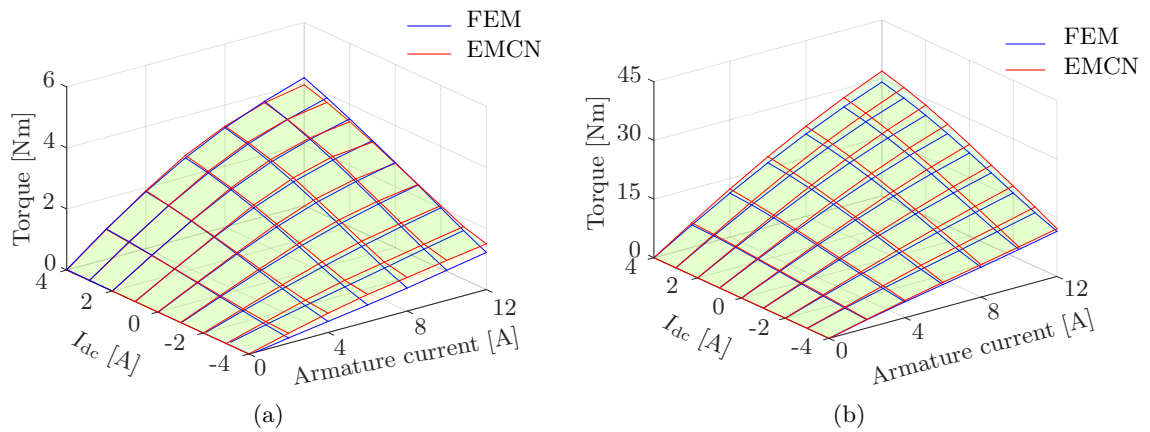 FEM
EMCN
6
4
2
0
Torque [Nm]
4
2
0
-2
-4
I_dc [A]
0
4
8
12
Armature current [A]
(a)
FEM
EMCN
45
30
15
0
Torque [Nm]
4
2
0
-2
-4
I_dc [A]
0
4
8
12
Armature current [A]
(b)